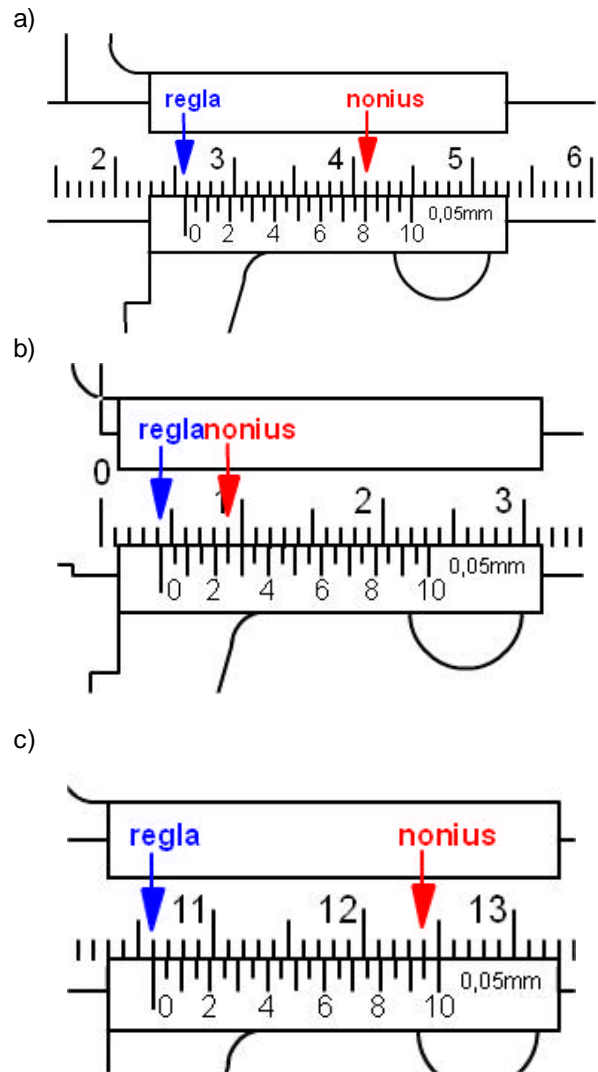 a)
regla nonius
2 3 4 5 6
0 2 4 6 8 10 0,05mm
b)
reglanonius
0
1 2 3
0 2 4 6 8 10 0,05mm
c)
regla nonius
11 12 13
0 2 4 6 8 10 0,05mm